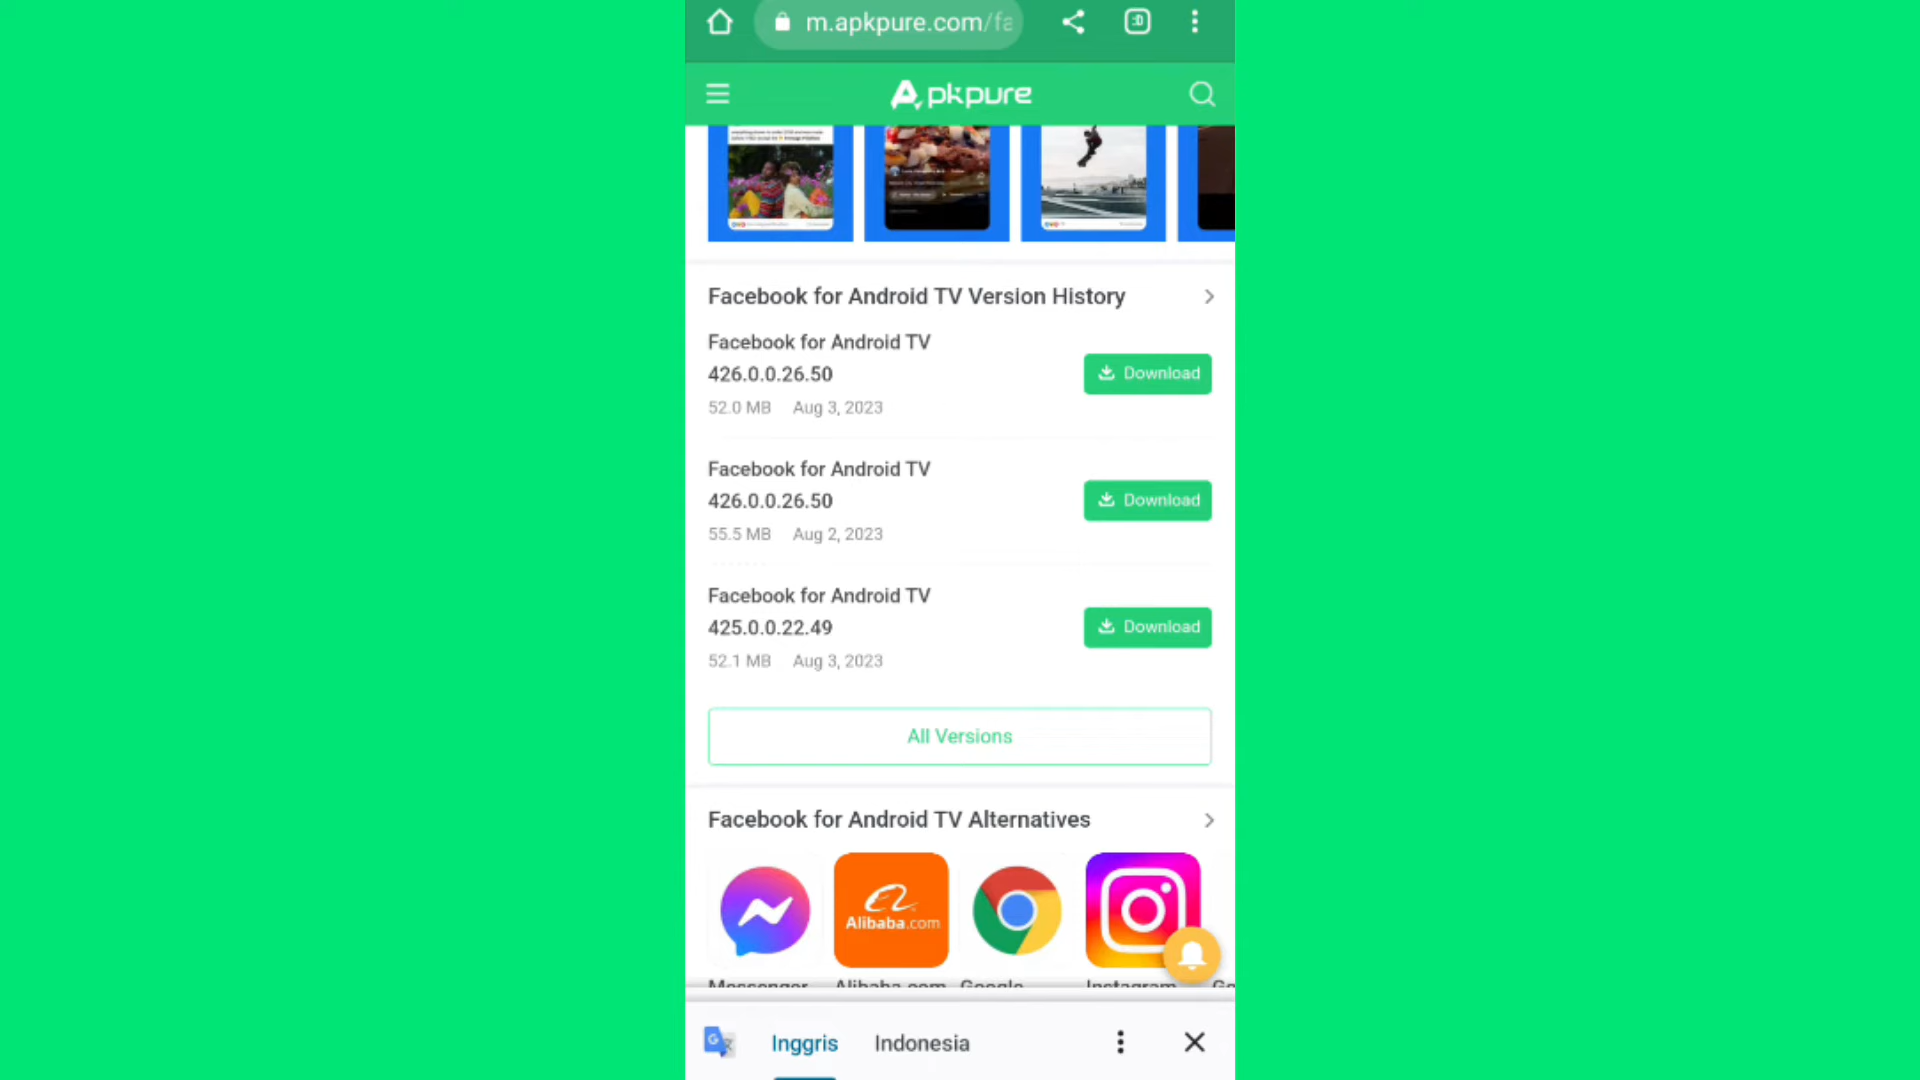 m.apkpure.com/fa
:D
Apkpure
Facebook for Android TV Version History
Facebook for Android TV
426.0.0.26.50
Download
52.0 MB Aug 3, 2023
Facebook for Android TV
426.0.0.26.50
Download
55.5 MB Aug 2, 2023
Facebook for Android TV
425.0.0.22.49
Download
52.1 MB Aug 3, 2023
All Versions
Facebook for Android TV Alternatives
Alibaba.com
Messenger Alibaba.com Google Instagram Go
Inggris Indonesia